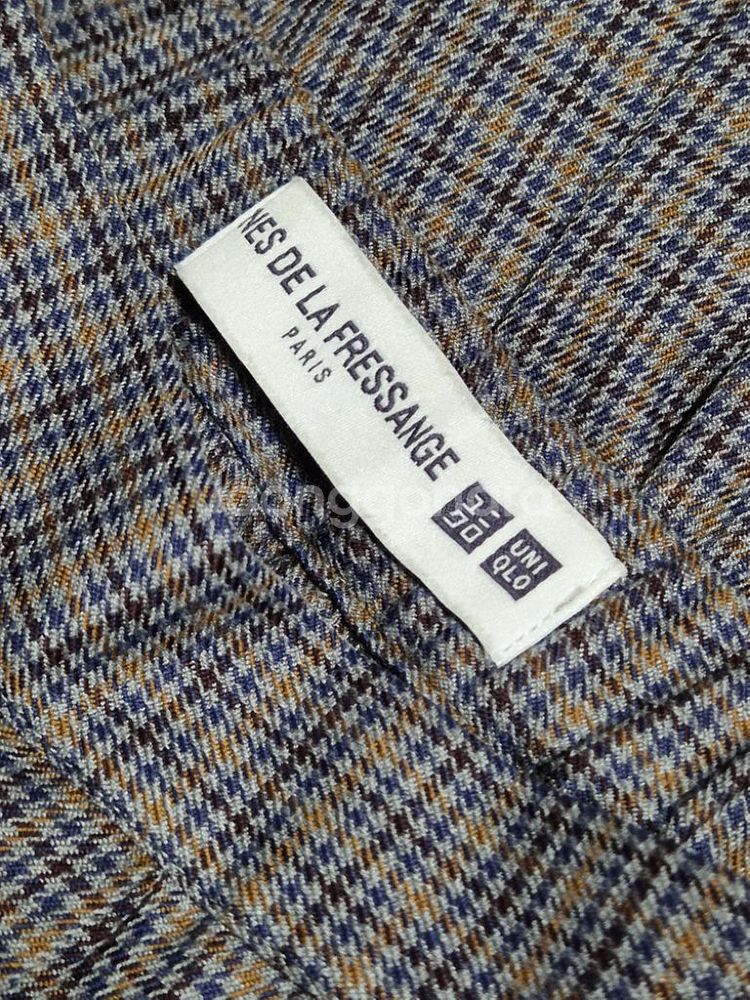 NES DE LA FRESSANGE
PARIS
ユニ
クロ
UNI
QLO